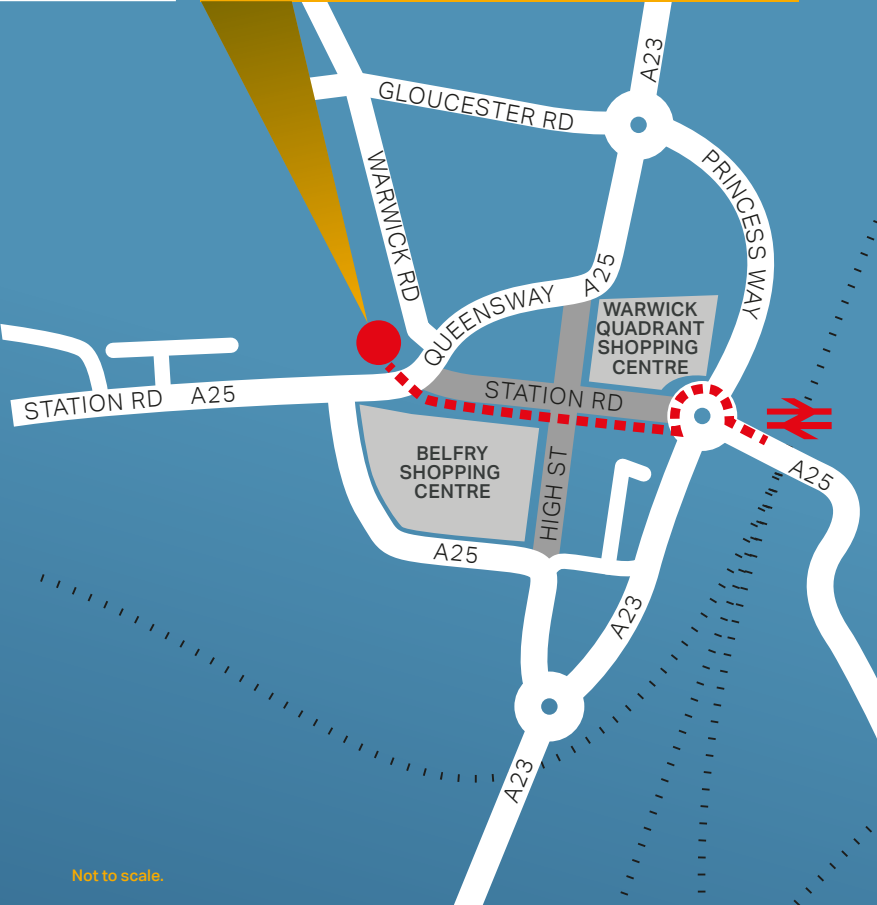 A23
GLOUCESTER RD
PRINCESS WAY
WARWICK RD
A25
QUEENSWAY
WARWICK
QUADRANT
SHOPPING
CENTRE
STATION RD
STATION RD A25
BELFRY
SHOPPING
CENTRE
HIGH ST
A25
A25
A23
A23
Not to scale.